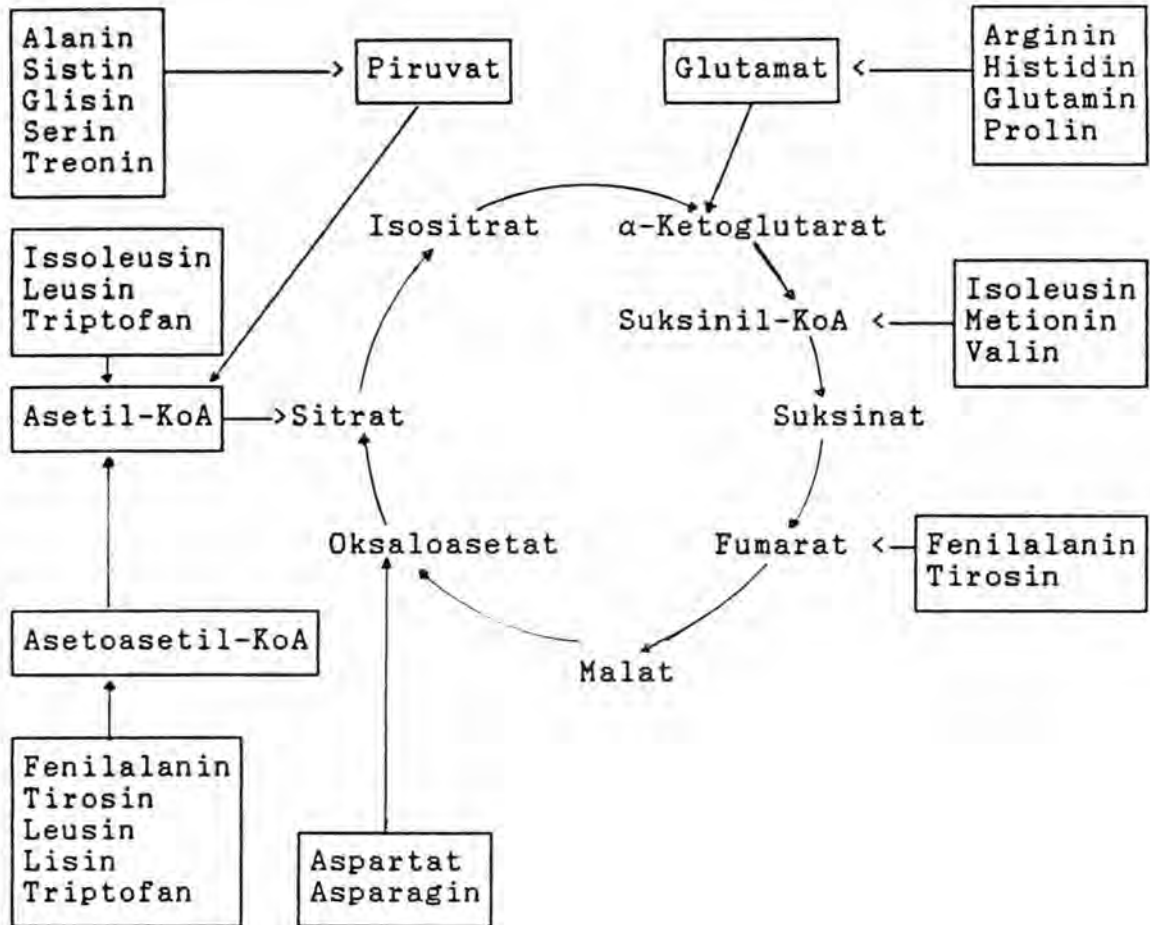 Alanin
Sistin
Glisin
Serin
Treonin
Piruvat
Glutamat
Arginin
Histidin
Glutamin
Prolin
Isositrat
α-Ketoglutarat
Issoleusin
Leusin
Triptofan
Suksinil-KoA
Isoleusin
Metionin
Valin
Asetil-KoA
Sitrat
Suksinat
Oksaloasetat
Fumarat
Fenilalanin
Tirosin
Asetoasetil-KoA
Malat
Fenilalanin
Tirosin
Leusin
Lisin
Triptofan
Aspartat
Asparagin